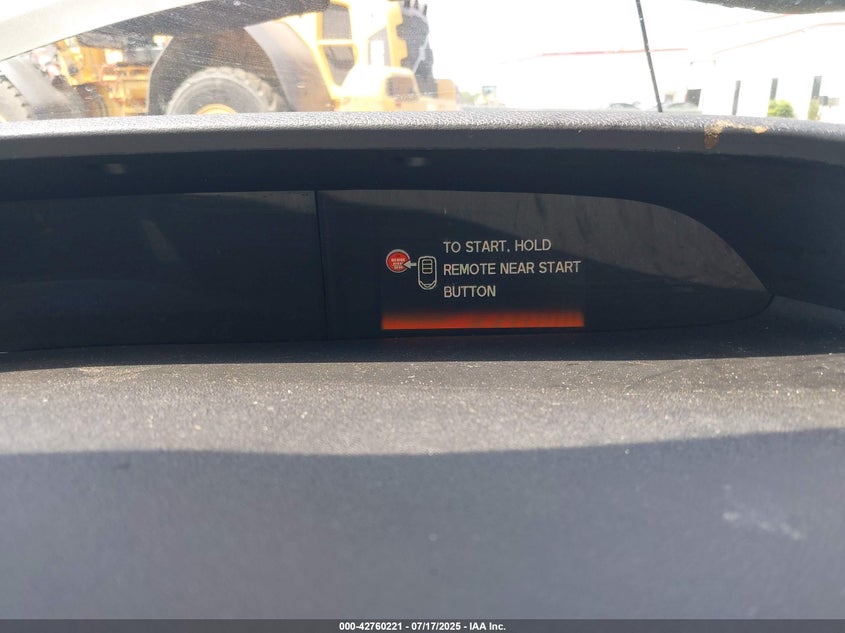 TO START, HOLD
REMOTE NEAR START
BUTTON
000-42760221 | 07/17/2025 - IAA Inc.